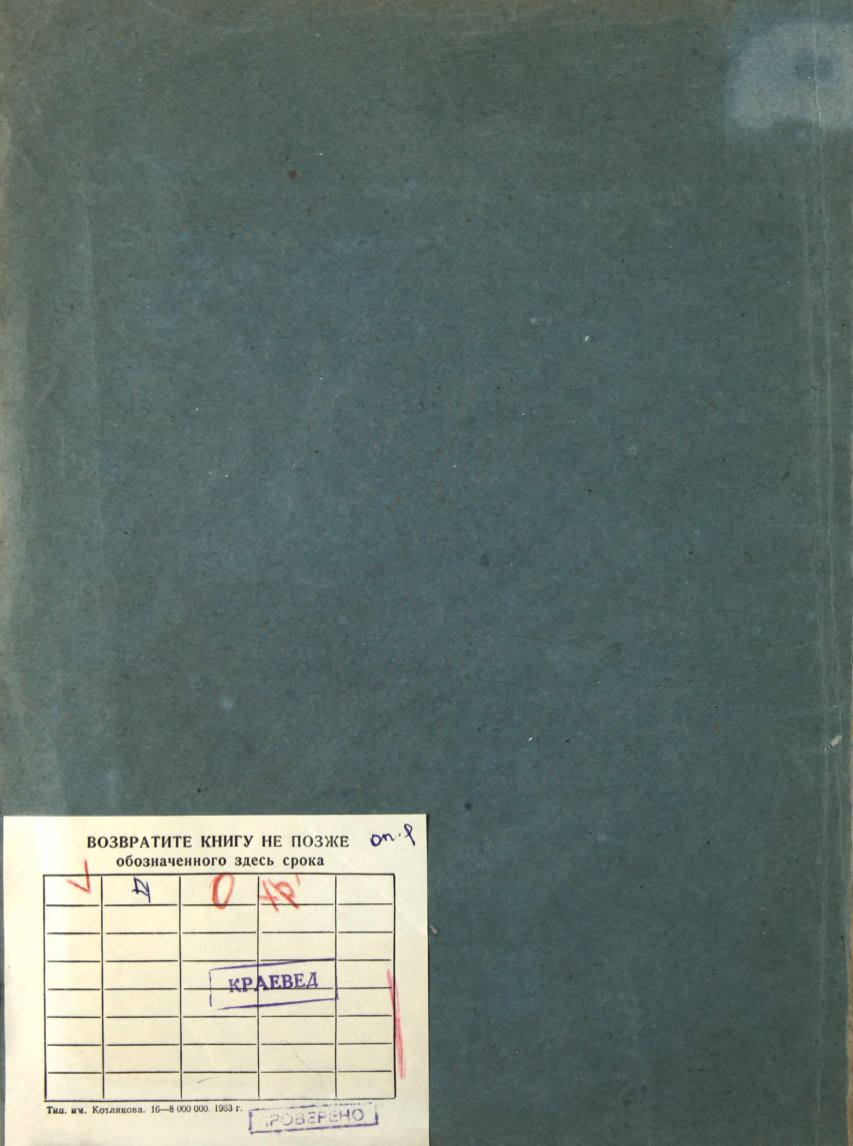 ВОЗВРАТИТЕ КНИГУ НЕ ПОЗЖЕ
обозначенного здесь срока
КРАЕВЕД
Тип. им. Котлякова. 16—8 000 000. 1963 г.
ПРОВЕРЕНО